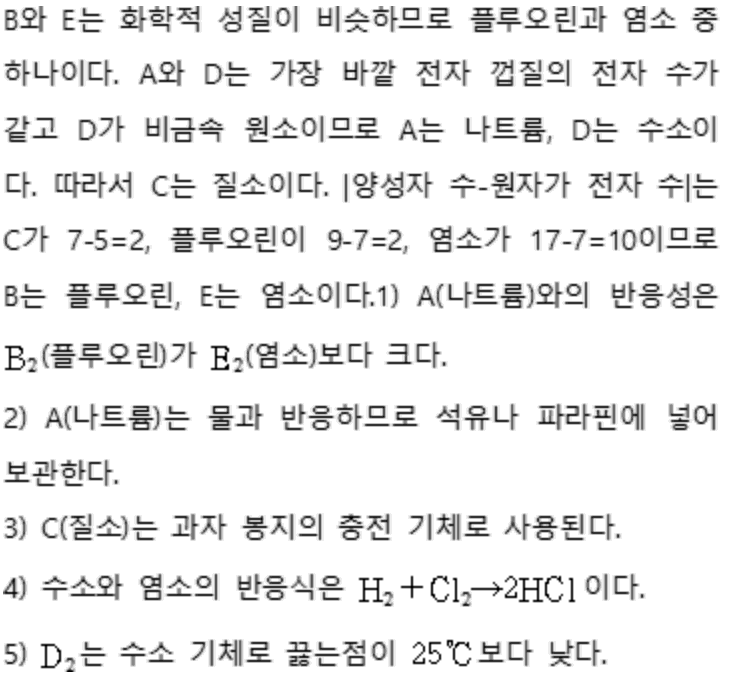 B와 E는 화학적 성질이 비슷하므로 플루오린과 염소 중
하나이다. A와 D는 가장 바깥 전자 껍질의 전자 수가
같고 D가 비금속 원소이므로 A는 나트륨, D는 수소이
다. 따라서 C는 질소이다. |양성자 수-원자가 전자 수|는
C가 7-5=2, 플루오린이 9-7=2, 염소가 17-7=10이므로
B는 플루오린, E는 염소이다.1) A(나트륨)와의 반응성은
B₂(플루오린)가 E₂(염소)보다 크다.
2) A(나트륨)는 물과 반응하므로 석유나 파라핀에 넣어
보관한다.
3) C(질소)는 과자 봉지의 충전 기체로 사용된다.
4) 수소와 염소의 반응식은 H₂+Cl₂→2HCl이다.
5) D₂는 수소 기체로 끓는점이 25℃보다 낮다.